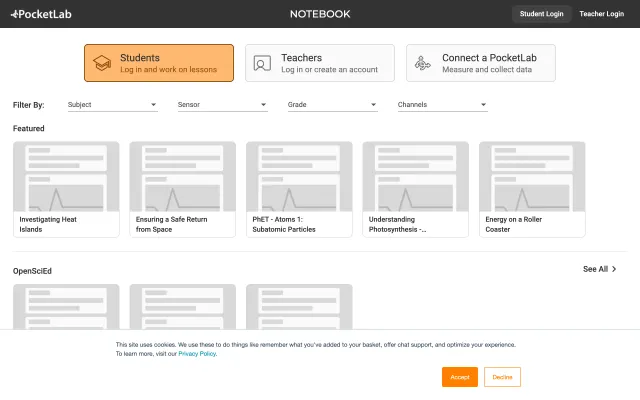 PocketLab
NOTEBOOK
Student Login
Teacher Login
Students
Log in and work on lessons
Teachers
Log in or create an account
Connect a PocketLab
Measure and collect data
Filter By:
Subject
Sensor
Grade
Channels
Featured
Investigating Heat
Islands
Ensuring a Safe Return
from Space
PhET - Atoms 1:
Subatomic Particles
Understanding
Photosynthesis -...
Energy on a Roller
Coaster
OpenSciEd
See All
This site uses cookies. We use these to do things like remember what you've added to your basket, offer chat support, and optimize your experience.
To learn more, visit our Privacy Policy.
Accept
Decline